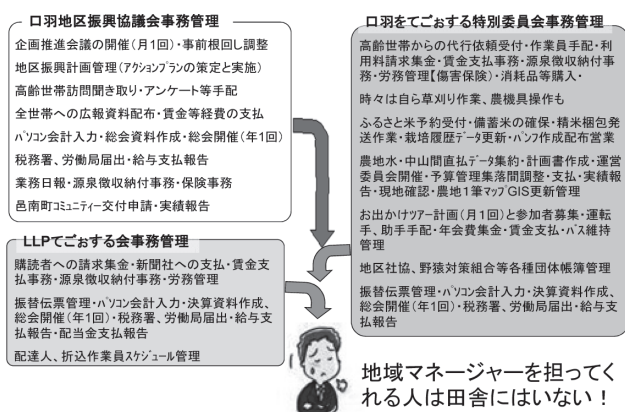 口羽地区振興協議会事務管理
企画推進会議の開催(月1回)・事前根回し調整
地区振興計画管理(アクションプランの策定と実施)
高齢世帯訪問聞き取り・アンケート等手配
全世帯への広報資料配布・賃金等経費の支払
パソコン会計入力・総会資料作成・総会開催(年1回)
税務署、労働局届出・給与支払報告
業務日報・源泉徴収納付事務・保険事務
邑南町コミュニティー交付申請・実績報告
LLPてごぉする会事務管理
購読者への請求集金・新聞社への支払・賃金支
払事務・源泉徴収納付事務・労務管理
振替伝票管理・パソコン会計入力・決算資料作成、
総会開催(年1回)・税務署、労働局届出・給与支
払報告・配当金支払報告
配達人、折込作業員スケジュール管理
口羽をてごぉする特別委員会事務管理
高齢世帯からの代行依頼受付・作業員手配・利
用料請求集金・賃金支払事務・源泉徴収納付事
務・労務管理【傷害保険】・消耗品等購入・
時々は自ら草刈り作業、農機具操作も
ふるさと米予約受付・備蓄米の確保・精米梱包発
送作業・栽培履歴データ更新・パンフ作成配布営業
農地水・中山間直払データ集約・計画書作成・運営
委員会開催・予算管理集落間調整・支払・実績報
告・現地確認・農地1筆マップGIS更新管理
お出かけツアー計画(月1回)と参加者募集・運転
手、助手手配・年会費集金・賃金支払・バス維持
管理
地区社協、野猿対策組合等各種団体帳簿管理
振替伝票管理・パソコン会計入力・決算資料作成、
総会開催(年1回)・税務署、労働局届出・給与支
払報告
地域マネージャーを担ってく
れる人は田舎にはいない！